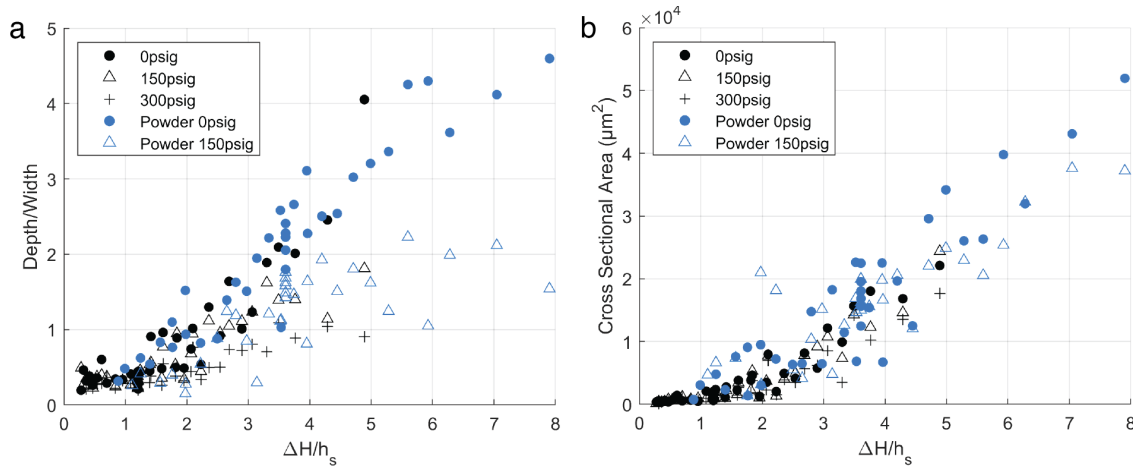 a
5
4
3
2
1
0
Depth/Width
0psig
150psig
300psig
Powder 0psig
Powder 150psig
0 1 2 3 4 5 6 7 8
ΔH/hs
b
×10⁴
6
5
4
3
2
1
0
Cross Sectional Area (μm²)
0psig
150psig
300psig
Powder 0psig
Powder 150psig
0 1 2 3 4 5 6 7 8
ΔH/hs